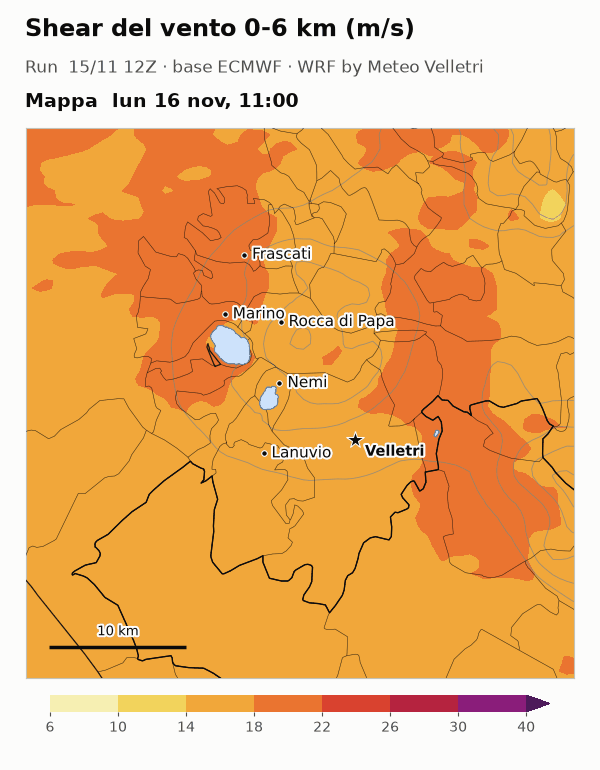 Shear del vento 0-6 km (m/s)
Run 15/11 12Z · base ECMWF · WRF by Meteo Velletri
Mappa lun 16 nov, 11:00
Frascati
Marino
Rocca di Papa
Nemi
Velletri
Lanuvio
10 km
6 10 14 18 22 26 30 40